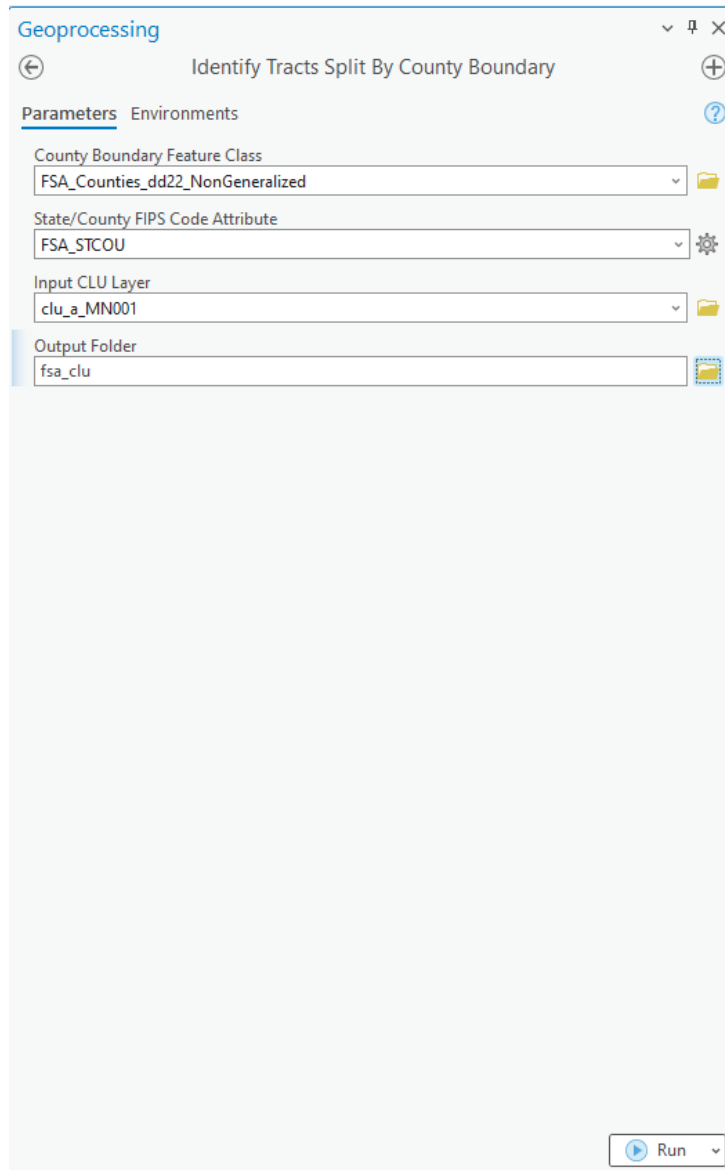 Geoprocessing
Identify Tracts Split By County Boundary
Parameters Environments
County Boundary Feature Class
FSA_Counties_dd22_NonGeneralized
State/County FIPS Code Attribute
FSA_STCOU
Input CLU Layer
clu_a_MN001
Output Folder
fsa_clu
Run